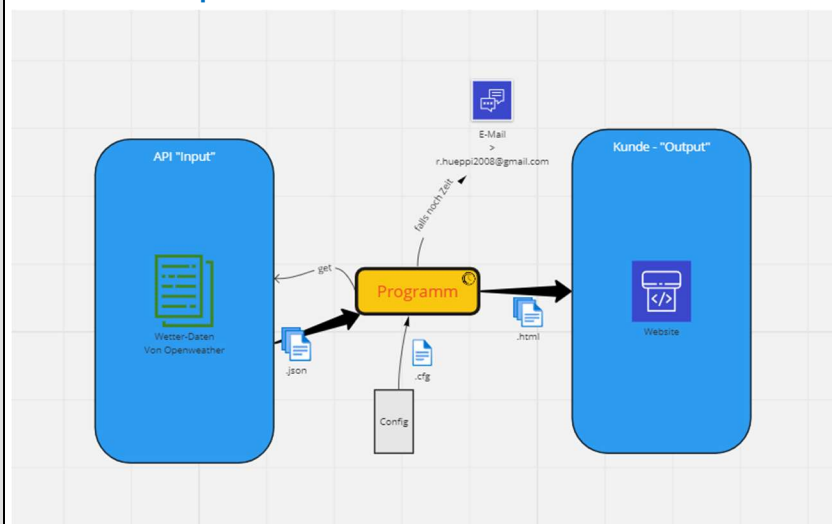 E-Mail
>
r.hueppi2008@gmail.com
API "Input"
Kunde - "Output"
falls noch Zeit
get
Programm
Wetter-Daten
Von Openweather
.json
.html
Website
.cfg
Config